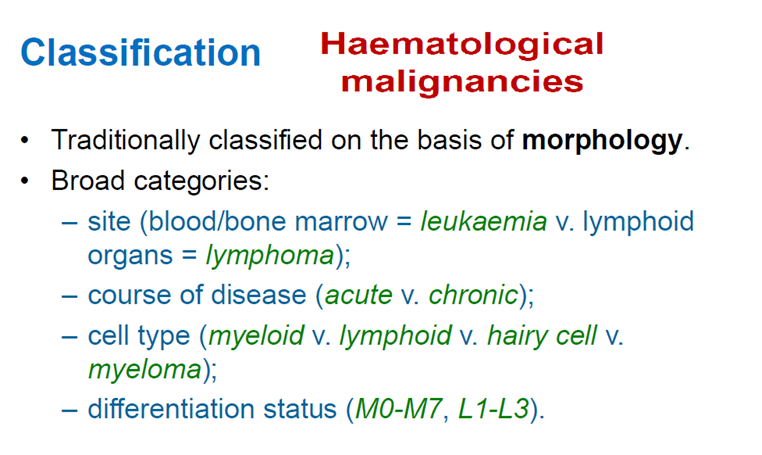 Classification
Haematological
malignancies
• Traditionally classified on the basis of morphology.
• Broad categories:
– site (blood/bone marrow = leukaemia v. lymphoid
organs = lymphoma);
– course of disease (acute v. chronic);
– cell type (myeloid v. lymphoid v. hairy cell v.
myeloma);
– differentiation status (M0-M7, L1-L3).